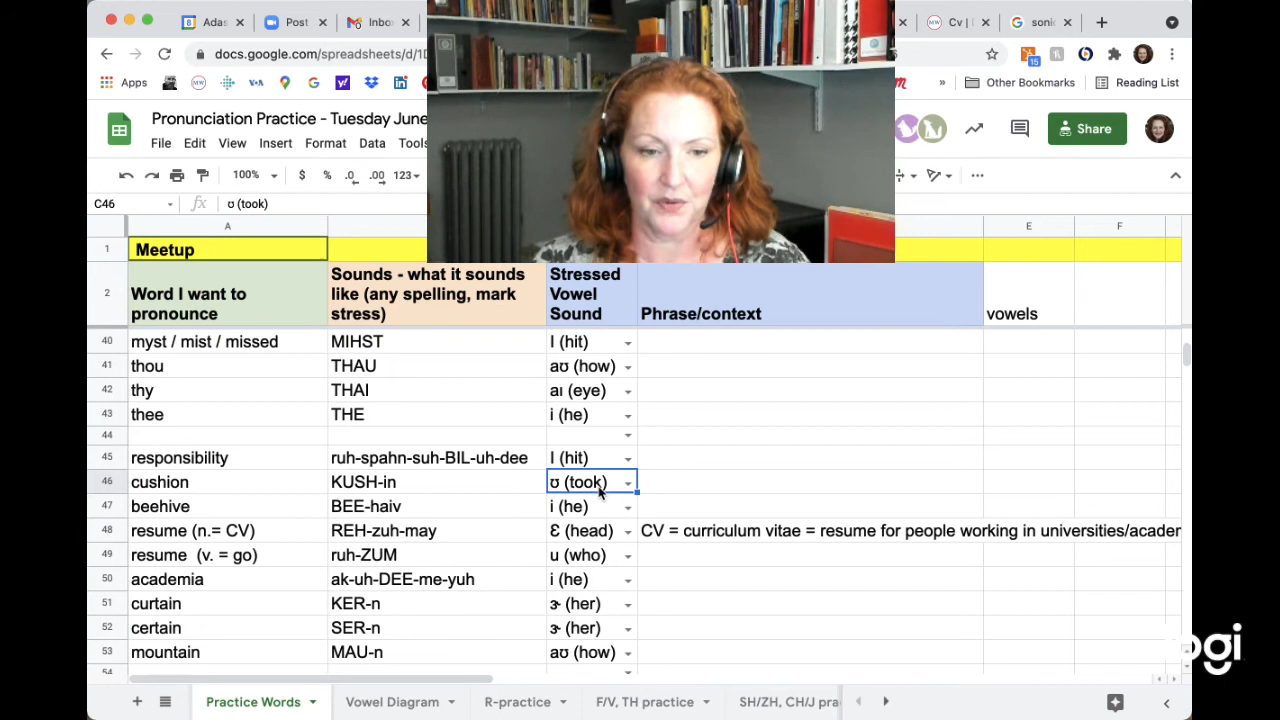 Adas
Post
Inbo
Cv |
sonic
docs.google.com/spreadsheets/d/1D
15
Apps
Other Bookmarks
Reading List
Pronunciation Practice - Tuesday June
Share
File Edit View Insert Format Data Tools
100% $ % .0 .00 123
C46 fx ʊ (took)
A E F
1 Meetup
2 Word I want to pronounce
Sounds - what it sounds like (any spelling, mark stress)
Stressed Vowel Sound
Phrase/context
vowels
40 myst / mist / missed MIHST I (hit)
41 thou THAU aʊ (how)
42 thy THAI aɪ (eye)
43 thee THE i (he)
44
45 responsibility ruh-spahn-suh-BIL-uh-dee I (hit)
46 cushion KUSH-in ʊ (took)
47 beehive BEE-haiv i (he)
48 resume (n.= CV) REH-zuh-may Ɛ (head) CV = curriculum vitae = resume for people working in universities/acader
49 resume (v. = go) ruh-ZUM u (who)
50 academia ak-uh-DEE-me-yuh i (he)
51 curtain KER-n ɚ (her)
52 certain SER-n ɚ (her)
53 mountain MAU-n aʊ (how)
54
Practice Words Vowel Diagram R-practice F/V, TH practice SH/ZH, CH/J pra